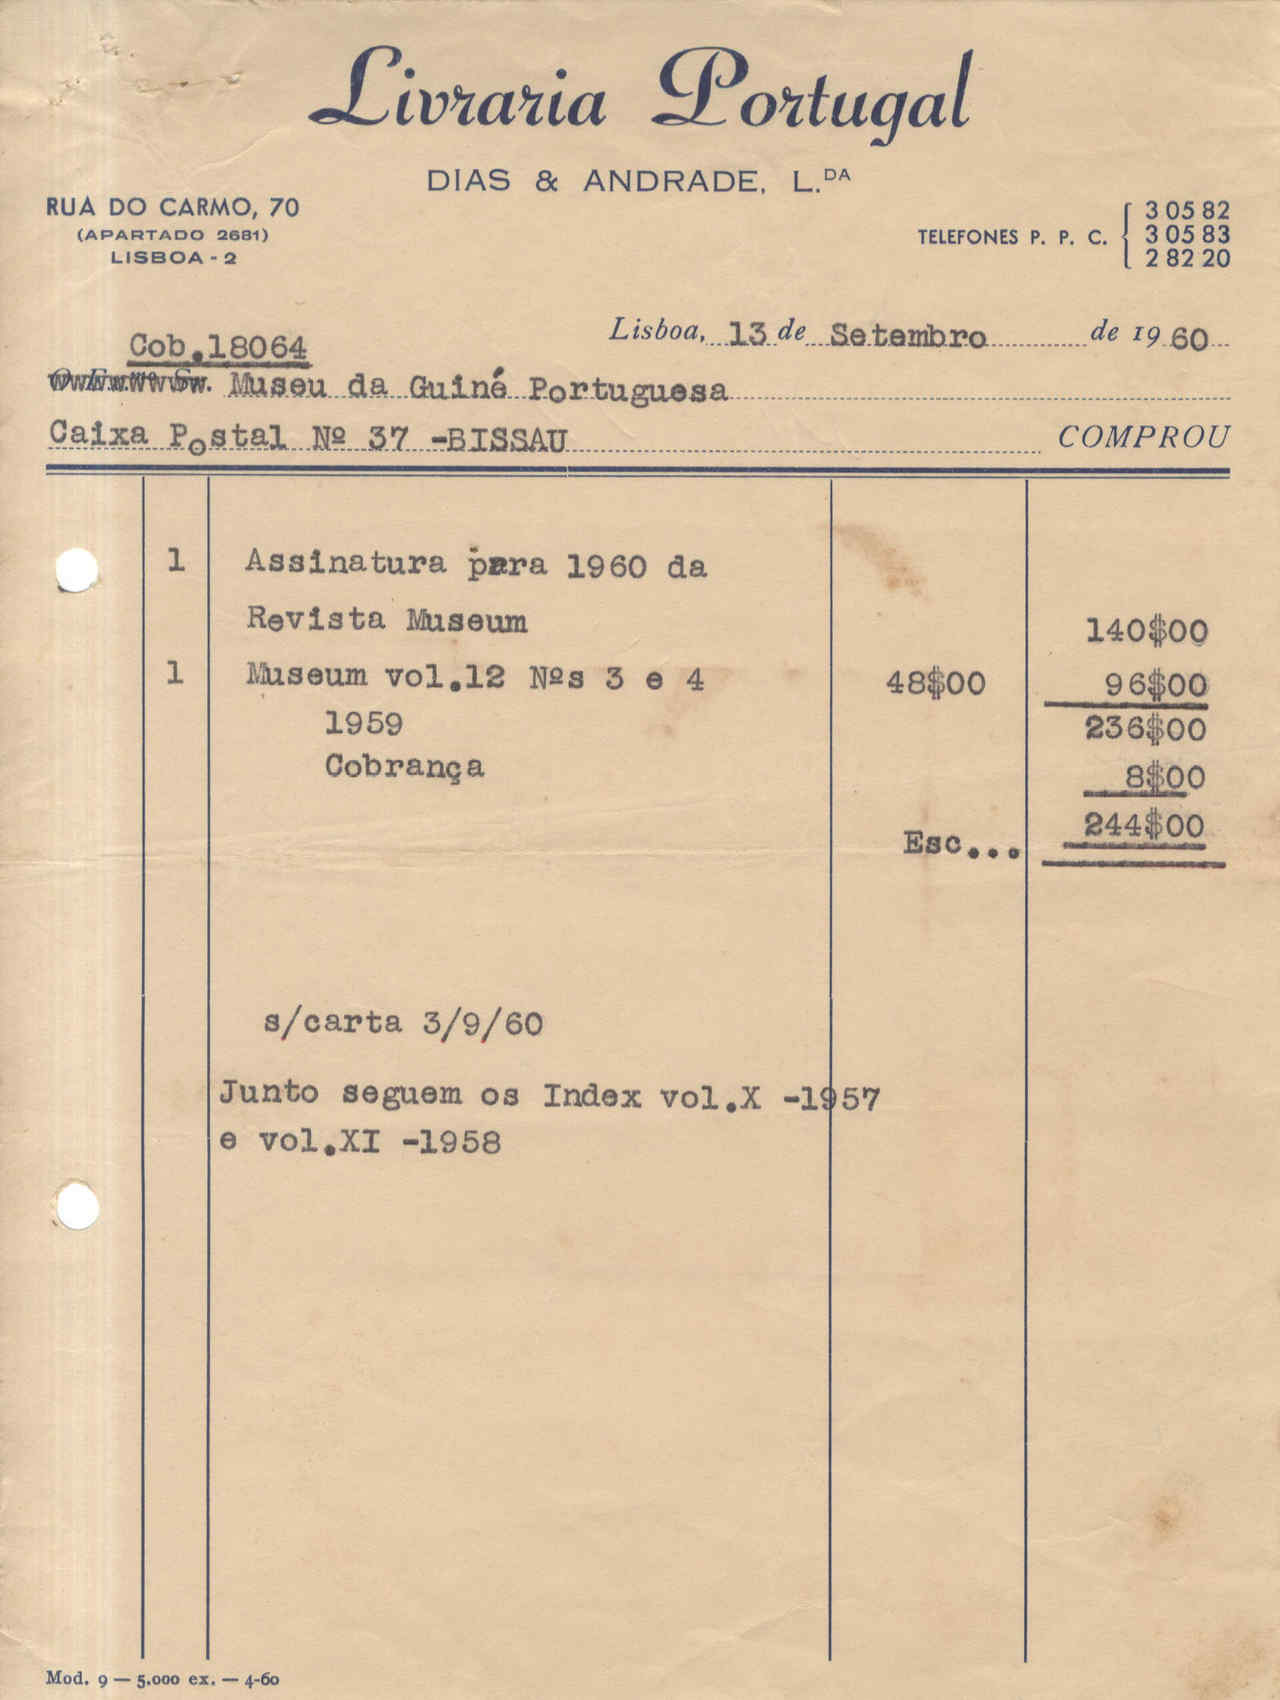 Livraria Portugal
DIAS & ANDRADE, L.DA
RUA DO CARMO, 70
(APARTADO 2681)
LISBOA - 2
TELEFONES P. P. C.
3 05 82
3 05 83
2 82 20
Lisboa, 13 de Setembro de 1960
Cob.18064
Museu da Guiné Portuguesa
Caixa Postal Nº 37 -BISSAU
COMPROU
1 Assinatura para 1960 da
Revista Museum 140$00
1 Museum vol.12 Nºs 3 e 4 48$00 96$00
1959 236$00
Cobrança 8$00
Esc... 244$00
s/carta 3/9/60
Junto seguem os Index vol.X -1957
e vol.XI -1958
Mod. 9 — 5.000 ex. — 4-60